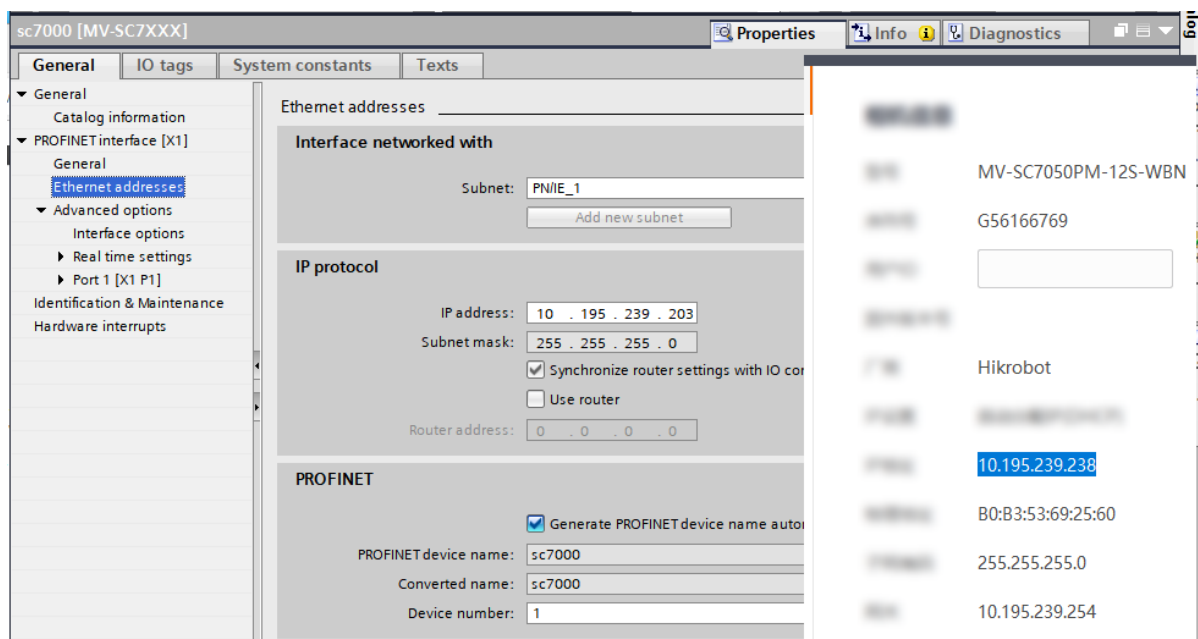 sc7000 [MV-SC7XXX]
Properties
Info
Diagnostics
General
IO tags
System constants
Texts
General
Catalog information
PROFINET interface [X1]
General
Ethernet addresses
Advanced options
Interface options
Real time settings
Port 1 [X1 P1]
Identification & Maintenance
Hardware interrupts
Ethernet addresses
Interface networked with
Subnet: PN/IE_1
Add new subnet
IP protocol
IP address: 10 . 195 . 239 . 203
Subnet mask: 255 . 255 . 255 . 0
Synchronize router settings with IO
Use router
Router address: 0 . 0 . 0 . 0
PROFINET
Generate PROFINET device name
PROFINET device name: sc7000
Converted name: sc7000
Device number: 1
MV-SC7050PM-12S-WBN
G56166769
Hikrobot
10.195.239.238
B0:B3:53:69:25:60
255.255.255.0
10.195.239.254